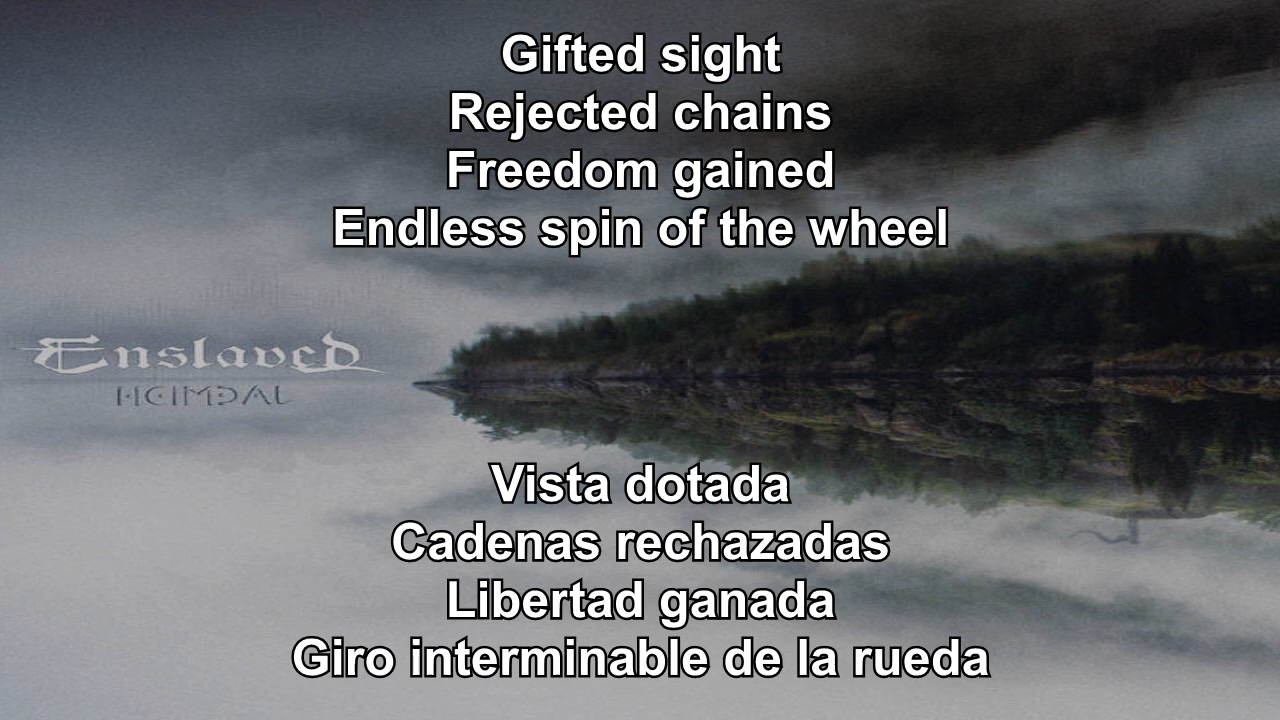 Gifted sight
Rejected chains
Freedom gained
Endless spin of the wheel
Enslaved
HEIMDAL
Vista dotada
Cadenas rechazadas
Libertad ganada
Giro interminable de la rueda